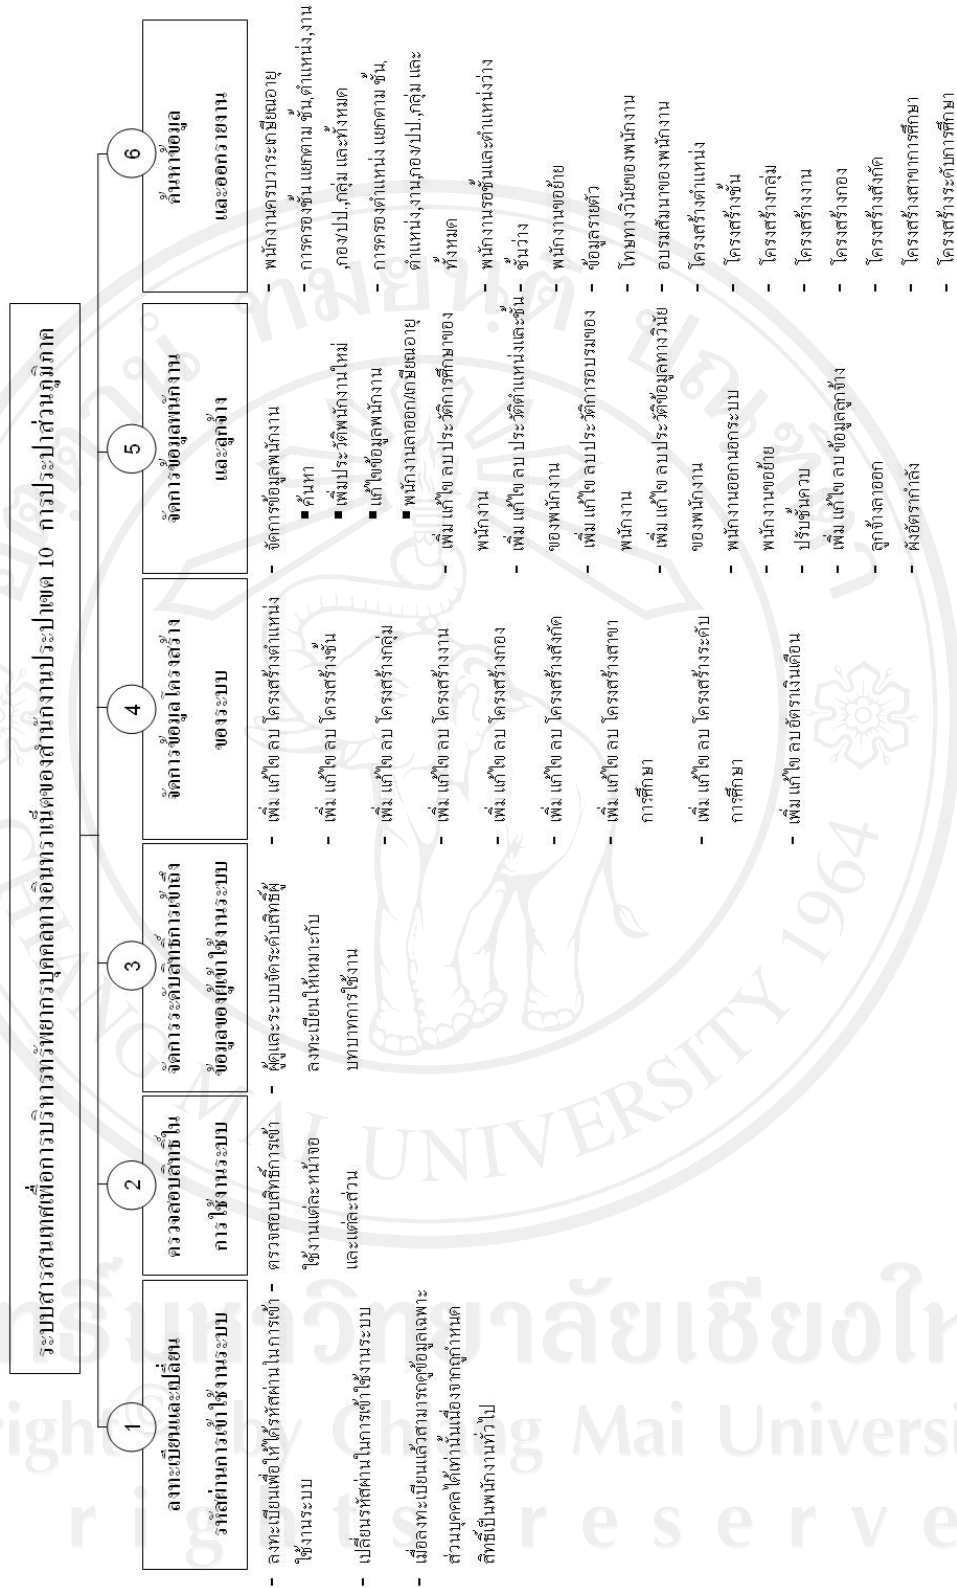 ระบบสารสนเทศเพื่อการบริหารทรัพยากรบุคคลทางอินทราเน็ตของสำนักงานประปาเขต 10 การประปาส่วนภูมิภาค
1
ลงทะเบียนและเปลี่ยน
รหัสผ่านการเข้าใช้งานระบบ
- ลงทะเบียนเพื่อให้ได้รหัสผ่านในการเข้า
ใช้งานระบบ
- เปลี่ยนรหัสผ่านในการเข้าใช้งานระบบ
- เมื่อลงทะเบียนแล้วสามารถดูข้อมูลเฉพาะ
ส่วนบุคคลได้เท่านั้นเนื่องจากถูกกำหนด
สิทธิ์เป็นพนักงานทั่วไป
2
ตรวจสอบสิทธิ์ใน
การใช้งานระบบ
- ตรวจสอบสิทธิ์การเข้า
ใช้งานแต่ละหน้าจอ
และแต่ละส่วน
3
จัดการระดับสิทธิ์การเข้าถึง
ข้อมูลของผู้เข้าใช้งานระบบ
- ผู้ดูและระบบจัดระดับสิทธิ์ผู้
ลงทะเบียนให้เหมาะกับ
บทบาทการใช้งาน
4
จัดการข้อมูลโครงสร้าง
ของระบบ
- เพิ่ม แก้ไข ลบ โครงสร้างตำแหน่ง
- เพิ่ม แก้ไข ลบ โครงสร้างชั้น
- เพิ่ม แก้ไข ลบ โครงสร้างกลุ่ม
- เพิ่ม แก้ไข ลบ โครงสร้างงาน
- เพิ่ม แก้ไข ลบ โครงสร้างกอง
- เพิ่ม แก้ไข ลบ โครงสร้างสังกัด
- เพิ่ม แก้ไข ลบ โครงสร้างสาขา
การศึกษา
- เพิ่ม แก้ไข ลบ โครงสร้างระดับ
การศึกษา
- เพิ่ม แก้ไข ลบอัตราเงินเดือน
5
จัดการข้อมูลพนักงาน
และลูกจ้าง
- จัดการข้อมูลพนักงาน
■ ค้นหา
■ เพิ่มประวัติพนักงานใหม่
■ แก้ไขข้อมูลพนักงาน
■ พนักงานลาออก/เกษียณอายุ
- เพิ่ม แก้ไข ลบ ประวัติการศึกษาของ
พนักงาน
- เพิ่ม แก้ไข ลบ ประวัติตำแหน่งและชั้น
ของพนักงาน
- เพิ่ม แก้ไข ลบประวัติการอบรมของ
พนักงาน
- เพิ่ม แก้ไข ลบประวัติข้อมูลทางวินัย
ของพนักงาน
- พนักงานออกนอกระบบ
- พนักงานขอย้าย
- ปรับชั้นควบ
- เพิ่ม แก้ไข ลบ ข้อมูลลูกจ้าง
- ลูกจ้างลาออก
- ผังอัตรากำลัง
6
ค้นหาข้อมูล
และออกรายงาน
- พนักงานครบวาระเกษียณอายุ
- การครองชั้น แยกตาม ชั้น,ตำแหน่ง,งาน
,กอง/ปป.,กลุ่ม และทั้งหมด
- การครองตำแหน่ง แยกตาม ชั้น,
ตำแหน่ง,งาน,กอง/ปป.,กลุ่ม และ
ทั้งหมด
- พนักงานรอชั้นและตำแหน่งว่าง
- ชั้นว่าง
- พนักงานขอย้าย
- ข้อมูลรายตัว
- โทษทางวินัยของพนักงาน
- อบรมสัมนาของพนักงาน
- โครงสร้างตำแหน่ง
- โครงสร้างชั้น
- โครงสร้างกลุ่ม
- โครงสร้างงาน
- โครงสร้างกอง
- โครงสร้างสังกัด
- โครงสร้างสาขาการศึกษา
- โครงสร้างระดับการศึกษา
MAI UNIVERSITY 1964
by Chiang Mai Universi
rights reserve